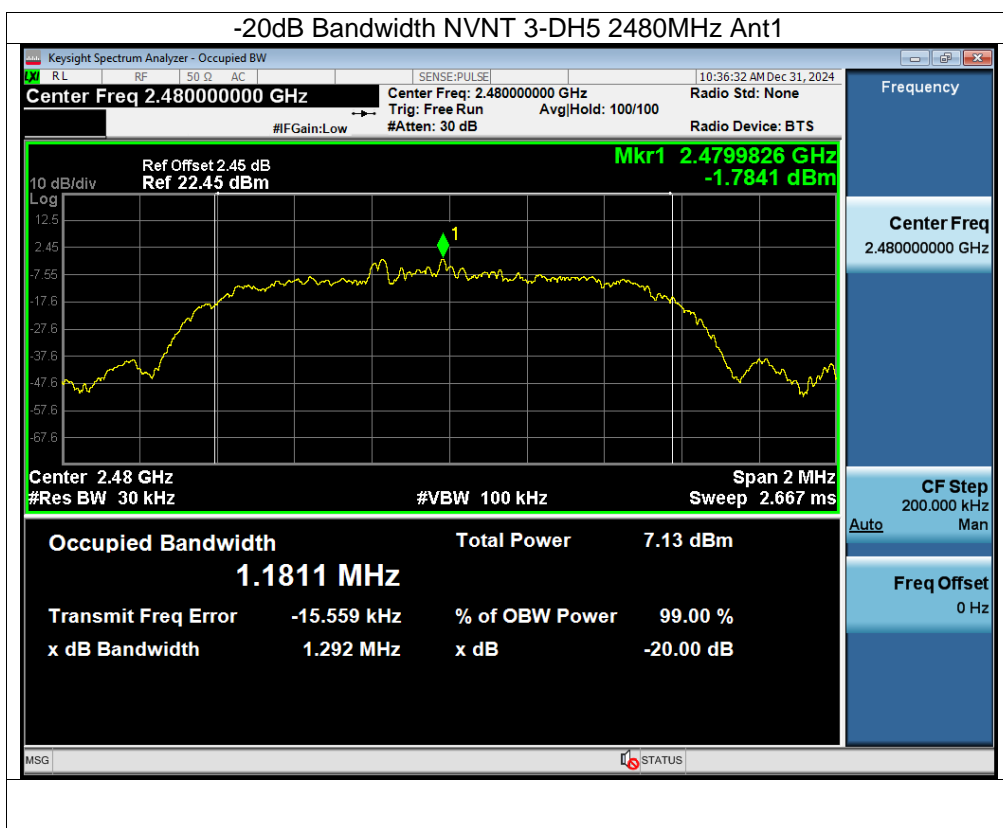 -20dB Bandwidth NVNT 3-DH5 2480MHz Ant1
Keysight Spectrum Analyzer - Occupied BW
LXI RL RF 50 Ω AC SENSE:PULSE 10:36:32 AM Dec 31, 2024
Center Freq 2.480000000 GHz
Center Freq: 2.480000000 GHz
Radio Std: None
Trig: Free Run Avg|Hold: 100/100
#IFGain:Low #Atten: 30 dB
Radio Device: BTS
Frequency
Ref Offset 2.45 dB
10 dB/div Ref 22.45 dBm
Mkr1 2.4799826 GHz
-1.7841 dBm
Log
12.5
2.45
-7.55
-17.6
-27.6
-37.6
-47.6
-57.6
-67.6
1
Center 2.48 GHz
Span 2 MHz
#Res BW 30 kHz
#VBW 100 kHz
Sweep 2.667 ms
Center Freq
2.480000000 GHz
CF Step
200.000 kHz
Auto Man
Freq Offset
0 Hz
Occupied Bandwidth
1.1811 MHz
Total Power 7.13 dBm
Transmit Freq Error -15.559 kHz
% of OBW Power 99.00 %
x dB Bandwidth 1.292 MHz
x dB -20.00 dB
MSG
STATUS